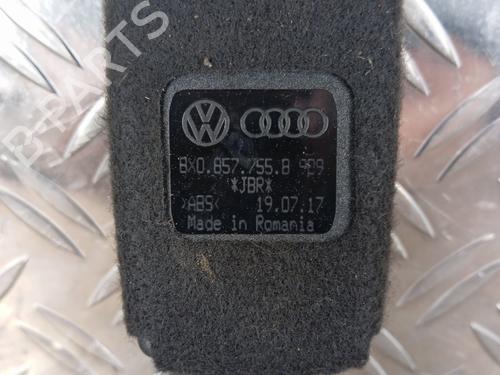 B-PARTS
8X0.857.755.B 9B9
*JBR*
>ABS< 19.07.17
Made in Romania